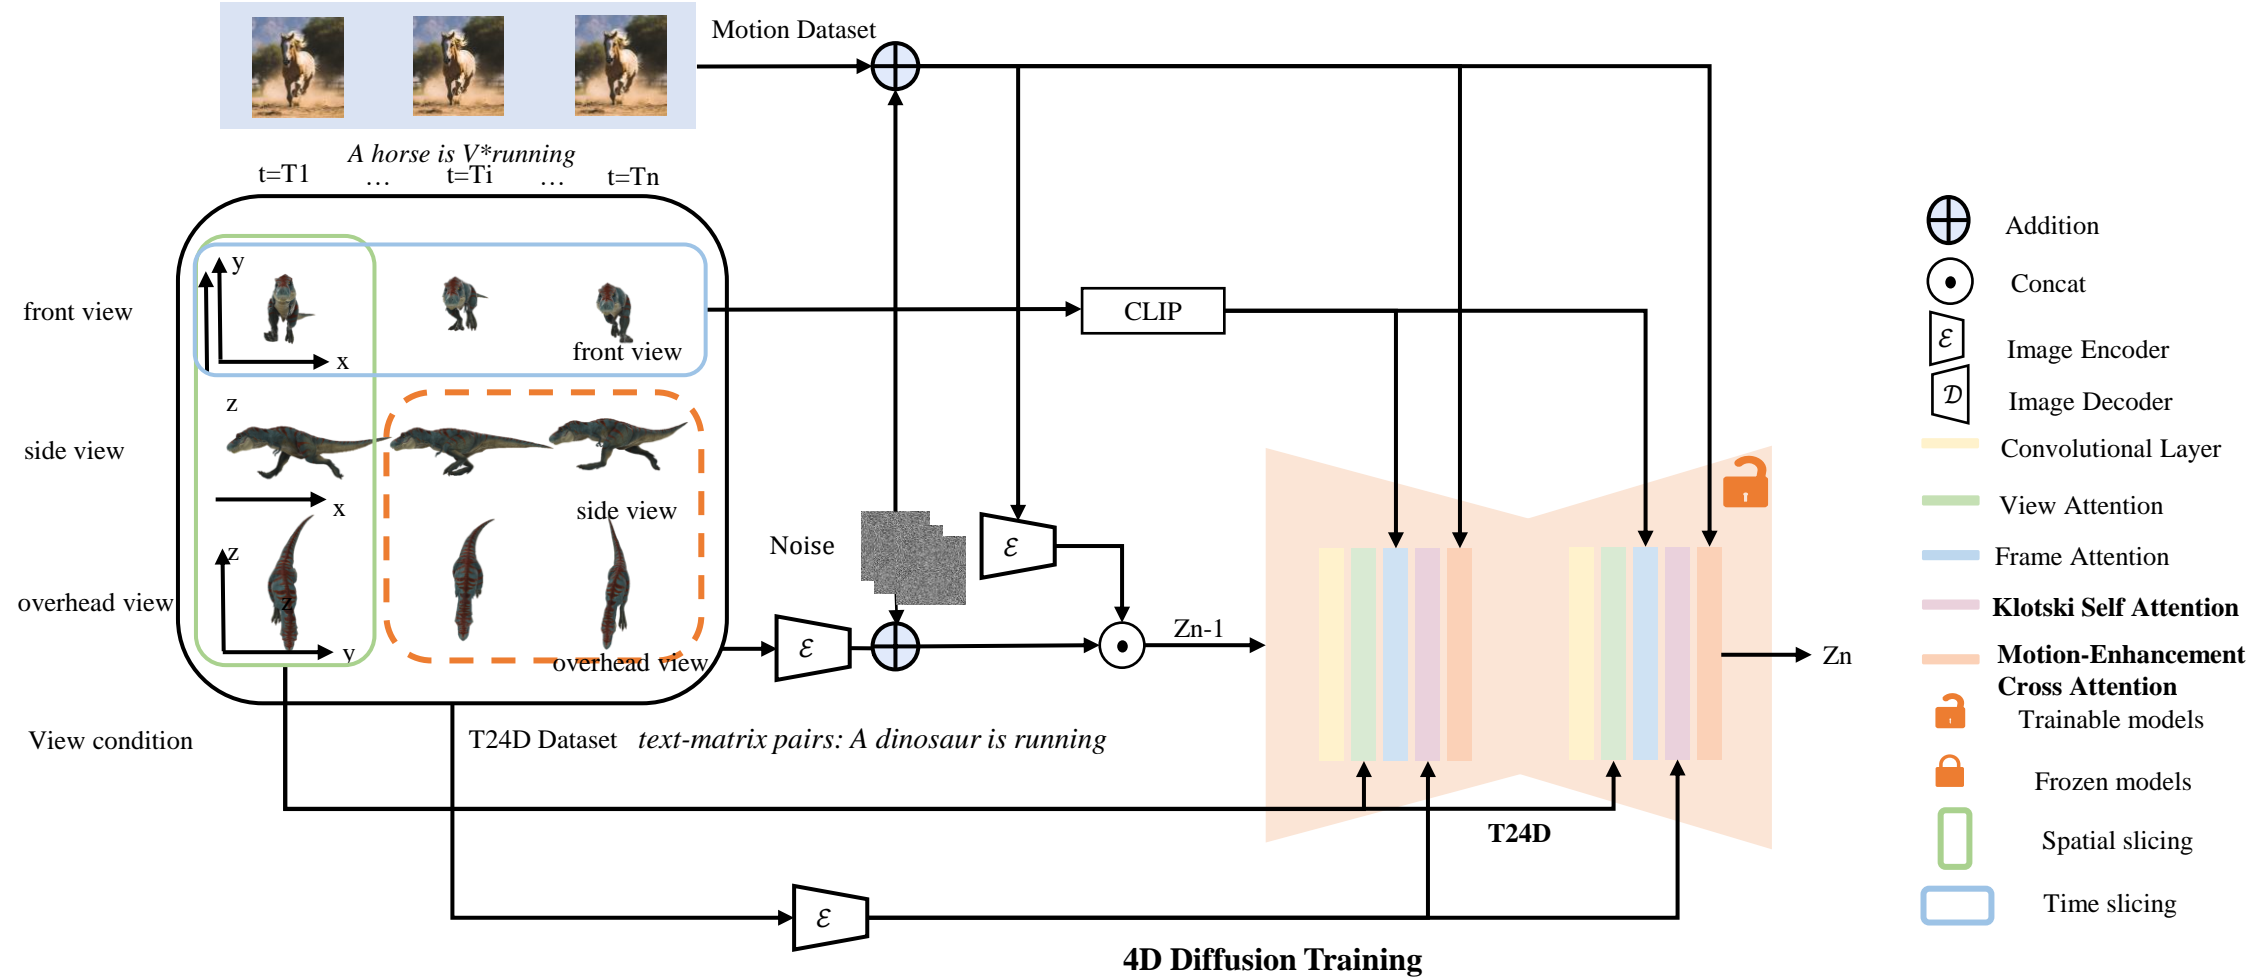 Motion Dataset
A horse is V*running
t=T1
…
t=Ti
…
t=Tn
front view
y
x
front view
CLIP
side view
z
x
side view
overhead view
z
z
y
overhead view
Noise
ℰ
ℰ
Zn-1
Zn
View condition
T24D Dataset
text-matrix pairs: A dinosaur is running
T24D
ℰ
4D Diffusion Training
Addition
Concat
ℰ
Image Encoder
𝒟
Image Decoder
Convolutional Layer
View Attention
Frame Attention
Klotski Self Attention
Motion-Enhancement
Cross Attention
Trainable models
Frozen models
Spatial slicing
Time slicing